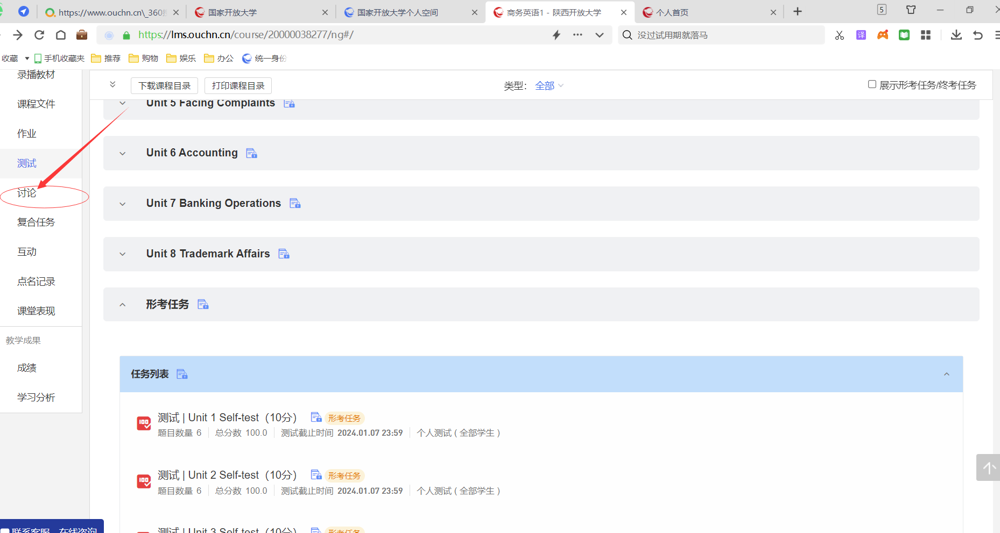 https://www.ouchn.cn\_360搜
国家开放大学
国家开放大学个人空间
商务英语1 - 陕西开放大学
个人首页
5
https://lms.ouchn.cn/course/20000038277/ng#/
没过试用期就落马
译
收藏
手机收藏夹
推荐
购物
娱乐
办公
统一身份
录播教材
课程文件
作业
测试
讨论
复合任务
互动
点名记录
课堂表现
教学成果
成绩
学习分析
联系客服，在线咨询
下载课程目录
打印课程目录
类型： 全部
展示形考任务/终考任务
Unit 5 Facing Complaints
Unit 6 Accounting
Unit 7 Banking Operations
Unit 8 Trademark Affairs
形考任务
任务列表
测试 | Unit 1 Self-test（10分） 形考任务
题目数量 6 总分数 100.0 测试截止时间 2024.01.07 23:59 个人测试 ( 全部学生 )
测试 | Unit 2 Self-test（10分） 形考任务
题目数量 6 总分数 100.0 测试截止时间 2024.01.07 23:59 个人测试 ( 全部学生 )
测试 | Unit 3 Self-test（10分） 形考任务